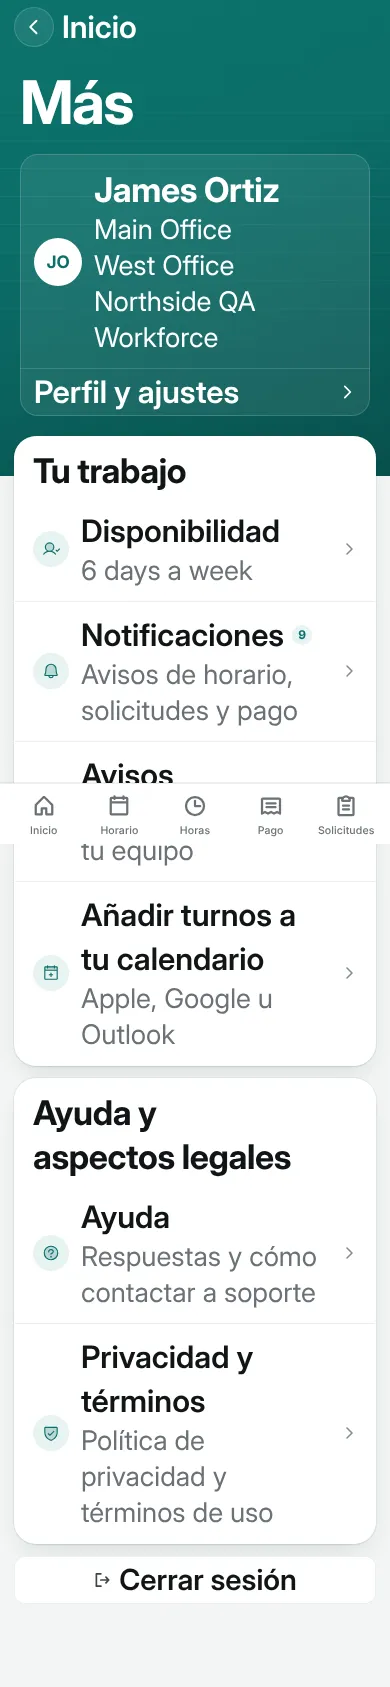 Inicio
Más
James Ortiz
JO
Main Office
West Office
Northside QA
Workforce
Perfil y ajustes
Tu trabajo
Disponibilidad
6 days a week
Notificaciones 9
Avisos de horario,
solicitudes y pago
Avisos
Inicio
Horario
Horas
Pago
Solicitudes
tu equipo
Añadir turnos a
tu calendario
Apple, Google u
Outlook
Ayuda y
aspectos legales
Ayuda
Respuestas y cómo
contactar a soporte
Privacidad y
términos
Política de
privacidad y
términos de uso
Cerrar sesión